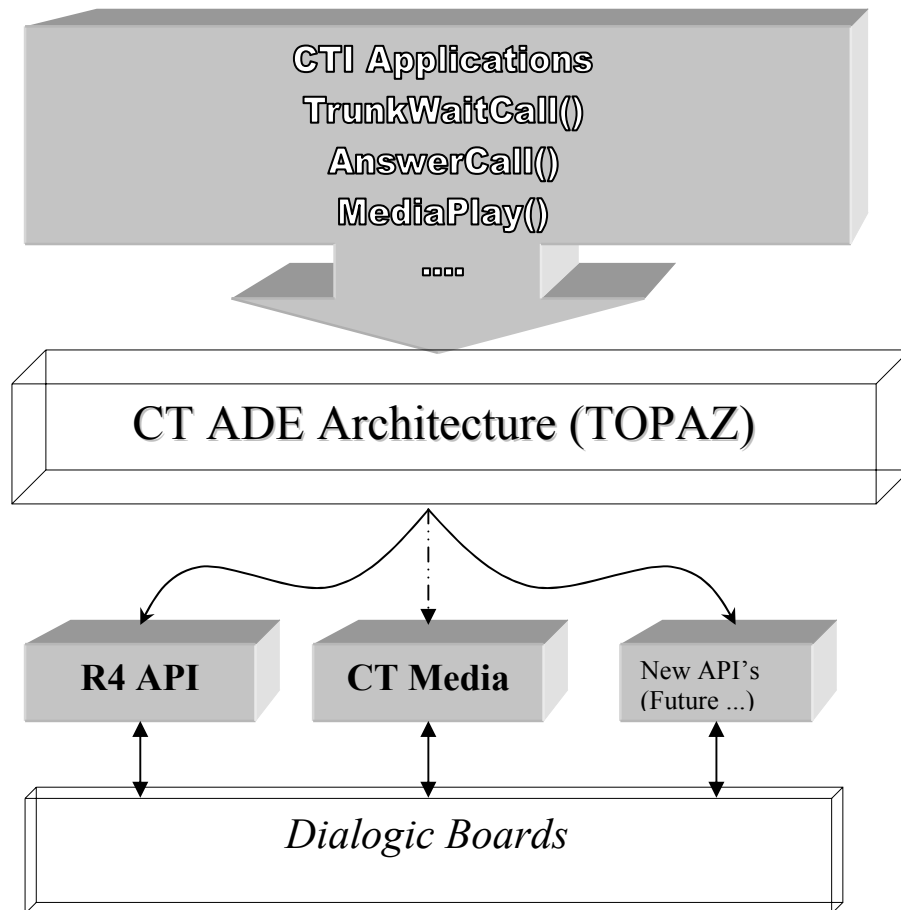 CTI Applications
TrunkWaitCall()
AnswerCall()
MediaPlay()
....
CT ADE Architecture (TOPAZ)
R4 API
CT Media
New API's
(Future ...)
Dialogic Boards